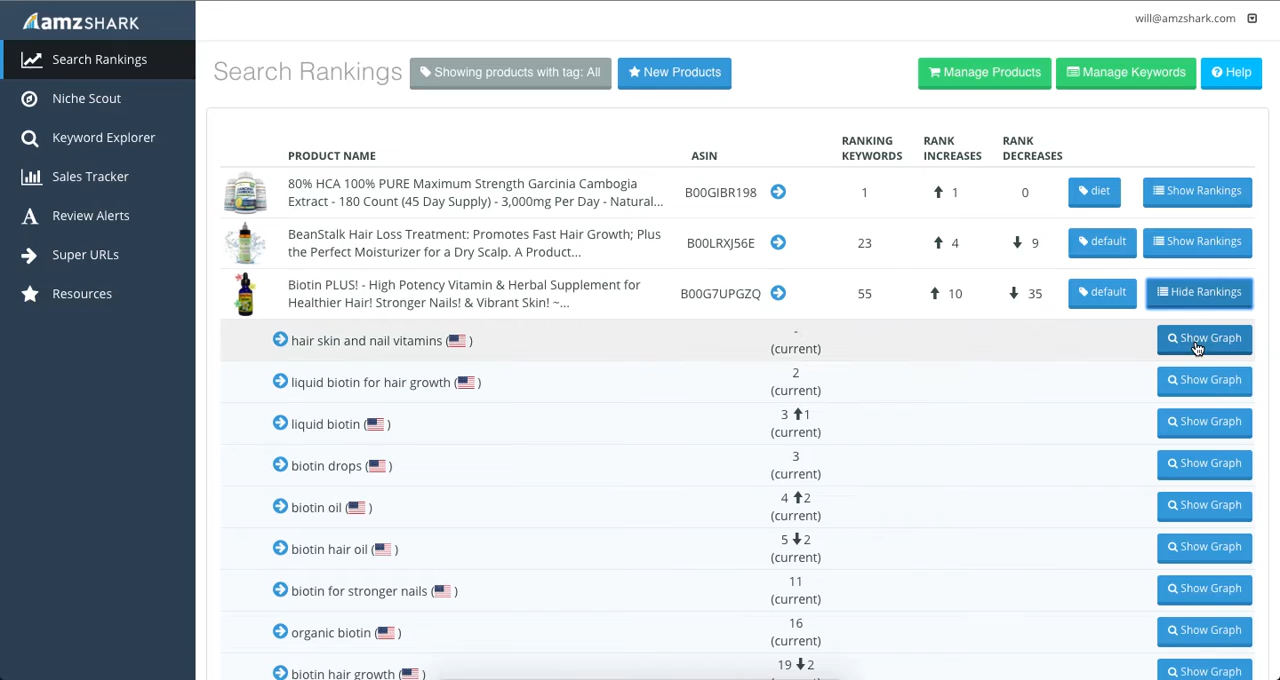 amzSHARK
will@amzshark.com
Search Rankings
Niche Scout
Keyword Explorer
Sales Tracker
Review Alerts
Super URLs
Resources
Search Rankings
Showing products with tag: All
New Products
Manage Products
Manage Keywords
Help
PRODUCT NAME
ASIN
RANKING
KEYWORDS
RANK
INCREASES
RANK
DECREASES
80% HCA 100% PURE Maximum Strength Garcinia Cambogia
Extract - 180 Count (45 Day Supply) - 3,000mg Per Day - Natural...
B00GIBR198
1
1
0
diet
Show Rankings
BeanStalk Hair Loss Treatment: Promotes Fast Hair Growth; Plus
the Perfect Moisturizer for a Dry Scalp. A Product...
B00LRXJ56E
23
4
9
default
Show Rankings
Biotin PLUS! - High Potency Vitamin & Herbal Supplement for
Healthier Hair! Stronger Nails! & Vibrant Skin! ~...
B00G7UPGZQ
55
10
35
default
Hide Rankings
hair skin and nail vitamins ( )
-
(current)
Show Graph
liquid biotin for hair growth ( )
2
(current)
Show Graph
liquid biotin ( )
3 ↑1
(current)
Show Graph
biotin drops ( )
3
(current)
Show Graph
biotin oil ( )
4 ↑2
(current)
Show Graph
biotin hair oil ( )
5 ↓2
(current)
Show Graph
biotin for stronger nails ( )
11
(current)
Show Graph
organic biotin ( )
16
(current)
Show Graph
biotin hair growth ( )
19 ↓2
Show Graph